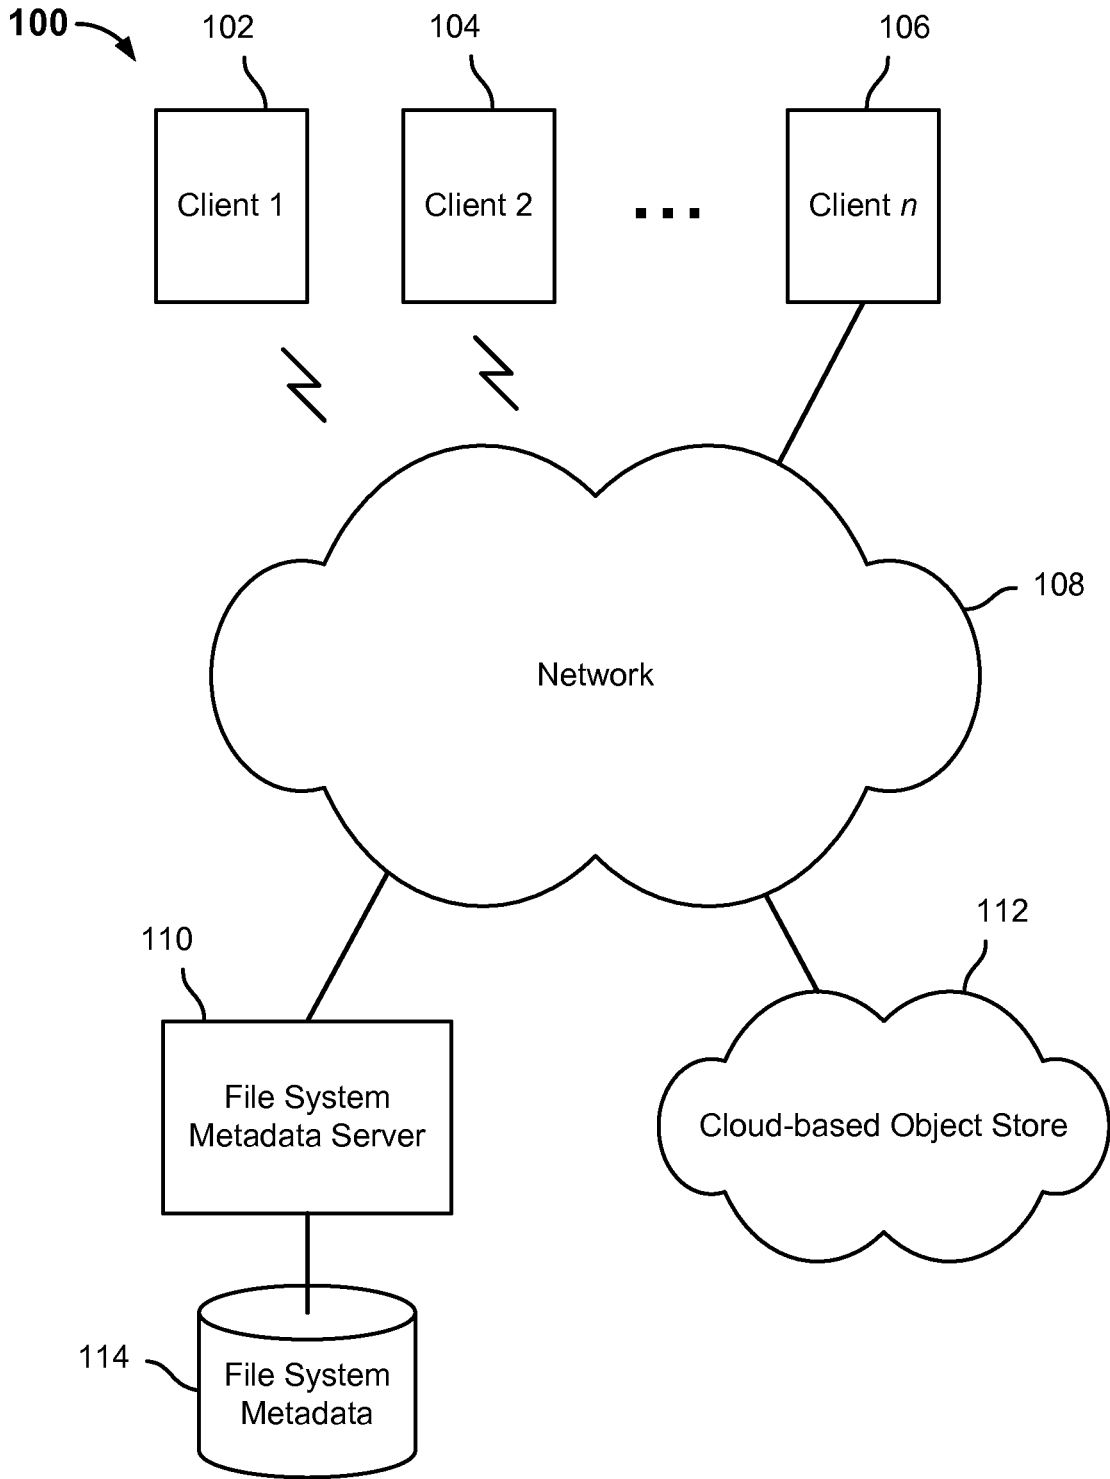 100
102
104
106
Client 1
Client 2
...
Client n
108
Network
110
112
File System
Metadata Server
Cloud-based Object Store
114
File System
Metadata